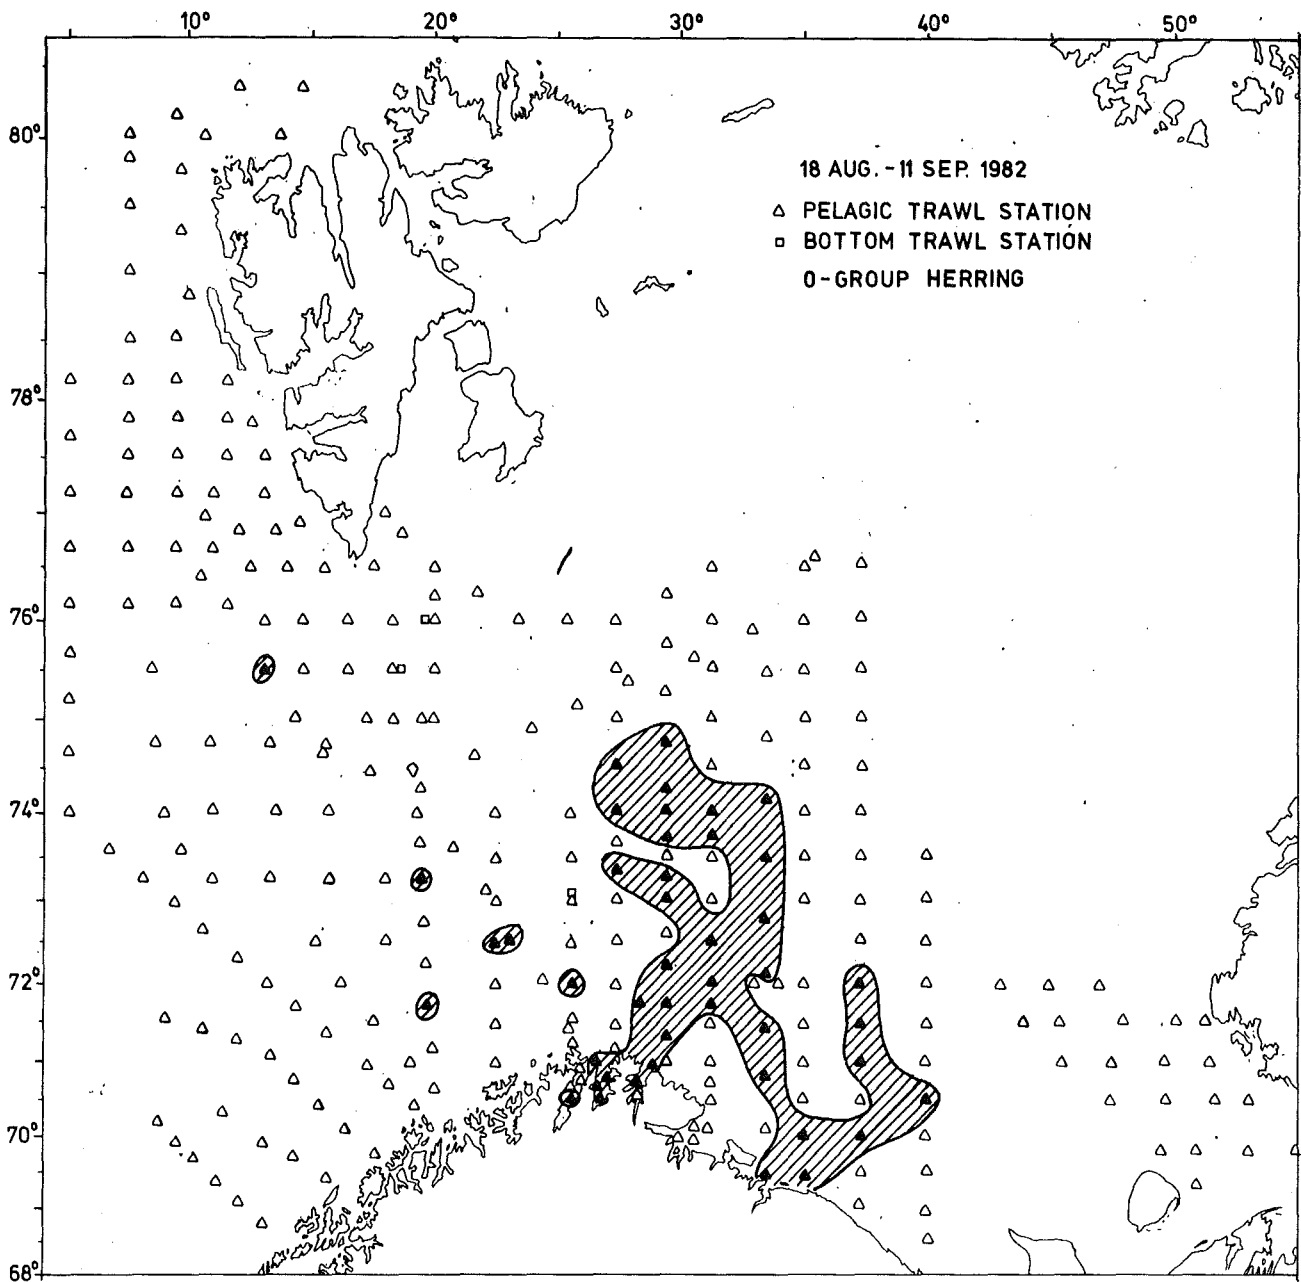 10° 20° 30° 40° 50°
80°
18 AUG. - 11 SEP. 1982
PELAGIC TRAWL STATION
BOTTOM TRAWL STATION
0-GROUP HERRING
78°
76°
74°
72°
70°
68°